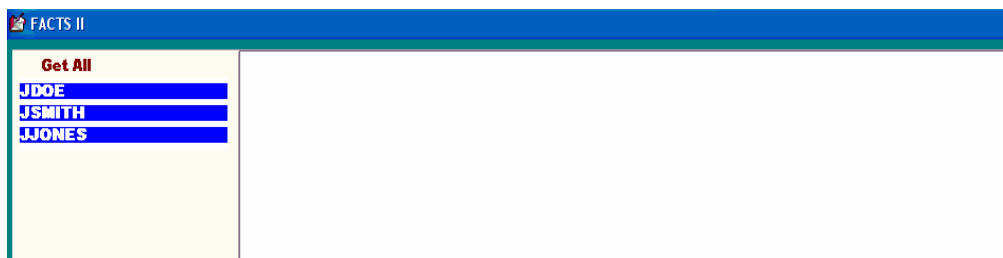 FACTS II
Get All
JDOE
JSMITH
JJONES